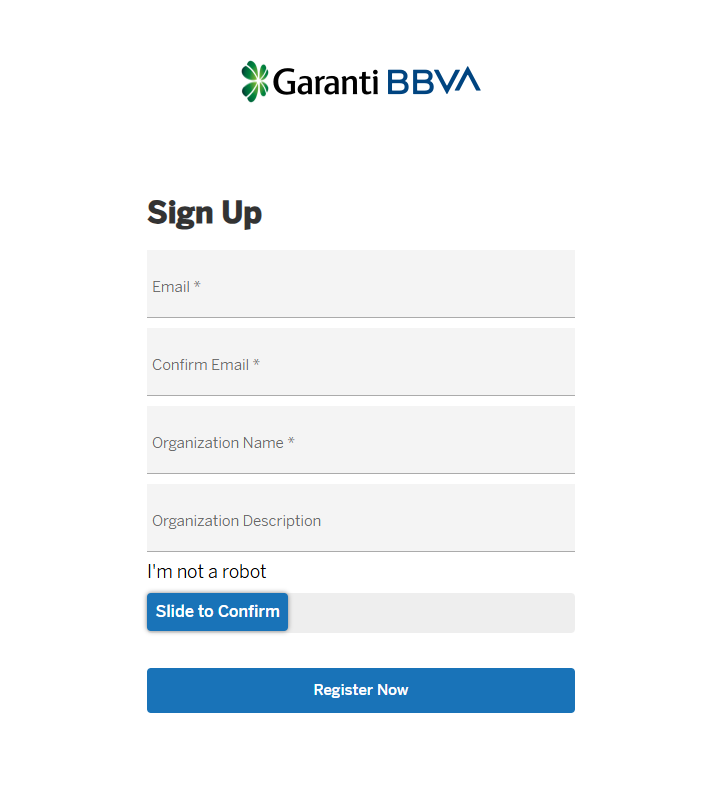 Garanti BBVA
Sign Up
Email *
Confirm Email *
Organization Name *
Organization Description
I'm not a robot
Slide to Confirm
Register Now